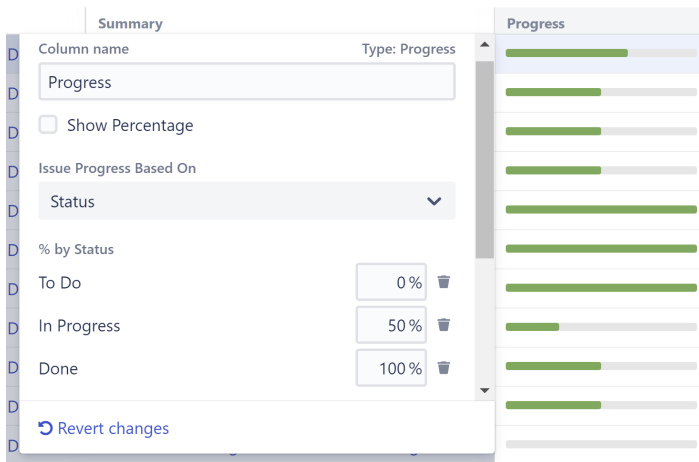 Summary
Progress
Column name
Type: Progress
Progress
Show Percentage
Issue Progress Based On
Status
% by Status
To Do
0 %
In Progress
50 %
Done
100 %
Revert changes
D
D
D
D
D
D
D
D
D
D
D